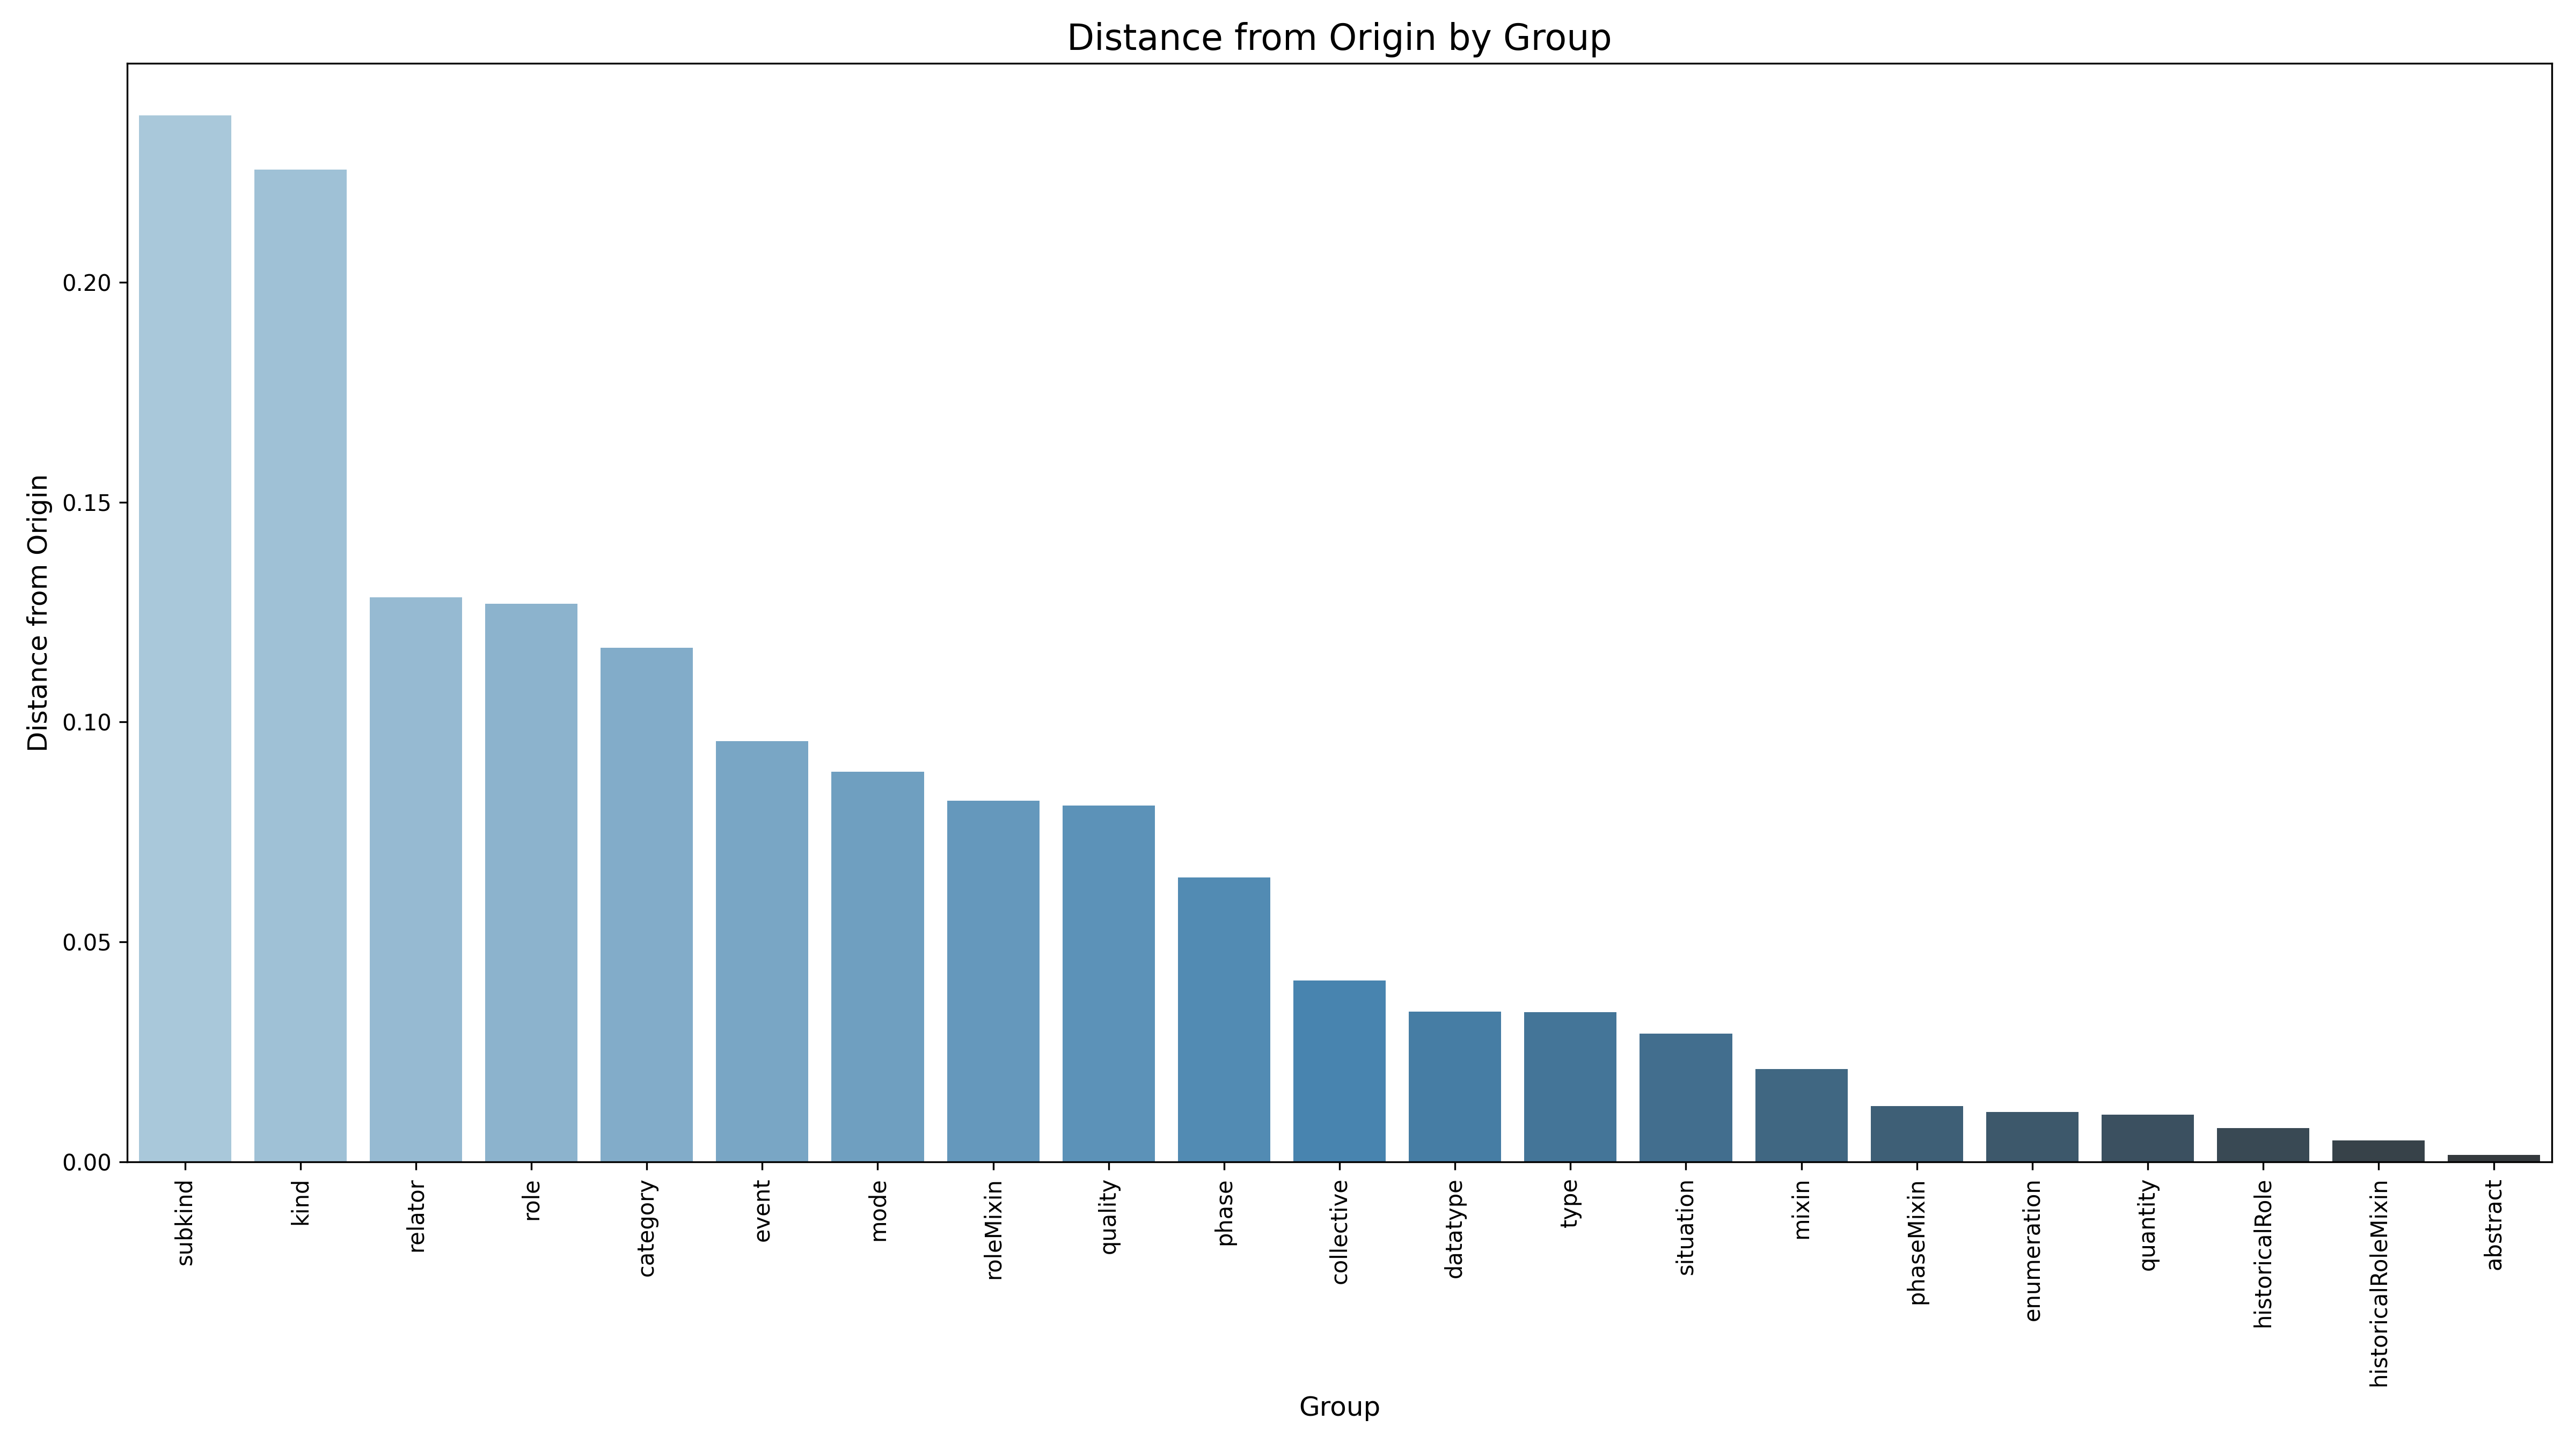 Distance from Origin by Group
Distance from Origin
0.20
0.15
0.10
0.05
0.00
subkind
kind
relator
role
category
event
mode
roleMixin
quality
phase
collective
datatype
type
situation
mixin
phaseMixin
enumeration
quantity
historicalRole
historicalRoleMixin
abstract
Group